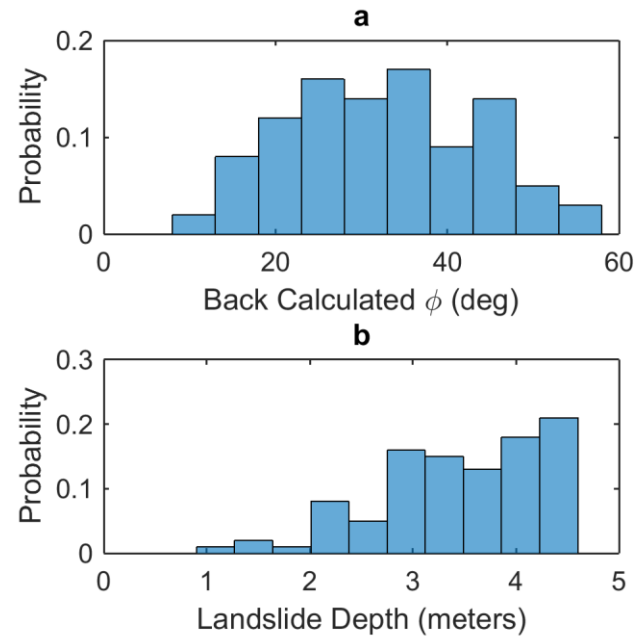 a
0.2
0.1
0
Probability
0 20 40 60
Back Calculated ϕ (deg)
b
0.3
0.2
0.1
0
Probability
0 1 2 3 4 5
Landslide Depth (meters)